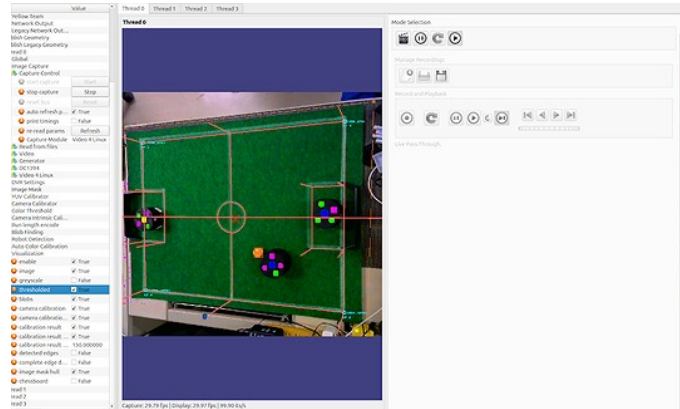 Value
Yellow Team
Network Output
Legacy Network Out...
blish Geometry
blish Legacy Geometry
read 0
Global
Image Capture
Capture Control
start capture Start
stop capture Stop
reset bus Reset
auto refresh p... True
print timings False
re-read params Refresh
Capture Module Video 4 Linux
Read from files
Video
Generator
DC1394
Video 4 Linux
DVR Settings
Image Mask
YUV Calibrator
Camera Calibrator
Color Threshold
Camera Intrinsic Cali...
Run length encode
Blob Finding
Robot Detection
Auto Color Calibration
Visualization
enable True
image True
greyscale False
thresholded True
blobs True
camera calibration True
camera calibratio... True
calibration result True
calibration result ... True
calibration result ... 150.000000
detected edges False
complete edge d... False
image mask hull True
chessboard False
read 1
read 2
read 3
Thread 0 Thread 1 Thread 2 Thread 3
Thread 0
Capture: 29.79 fps | Display: 29.97 fps |
Mode Selection
Manage Recordings
Record and Playback
Live Pass Through